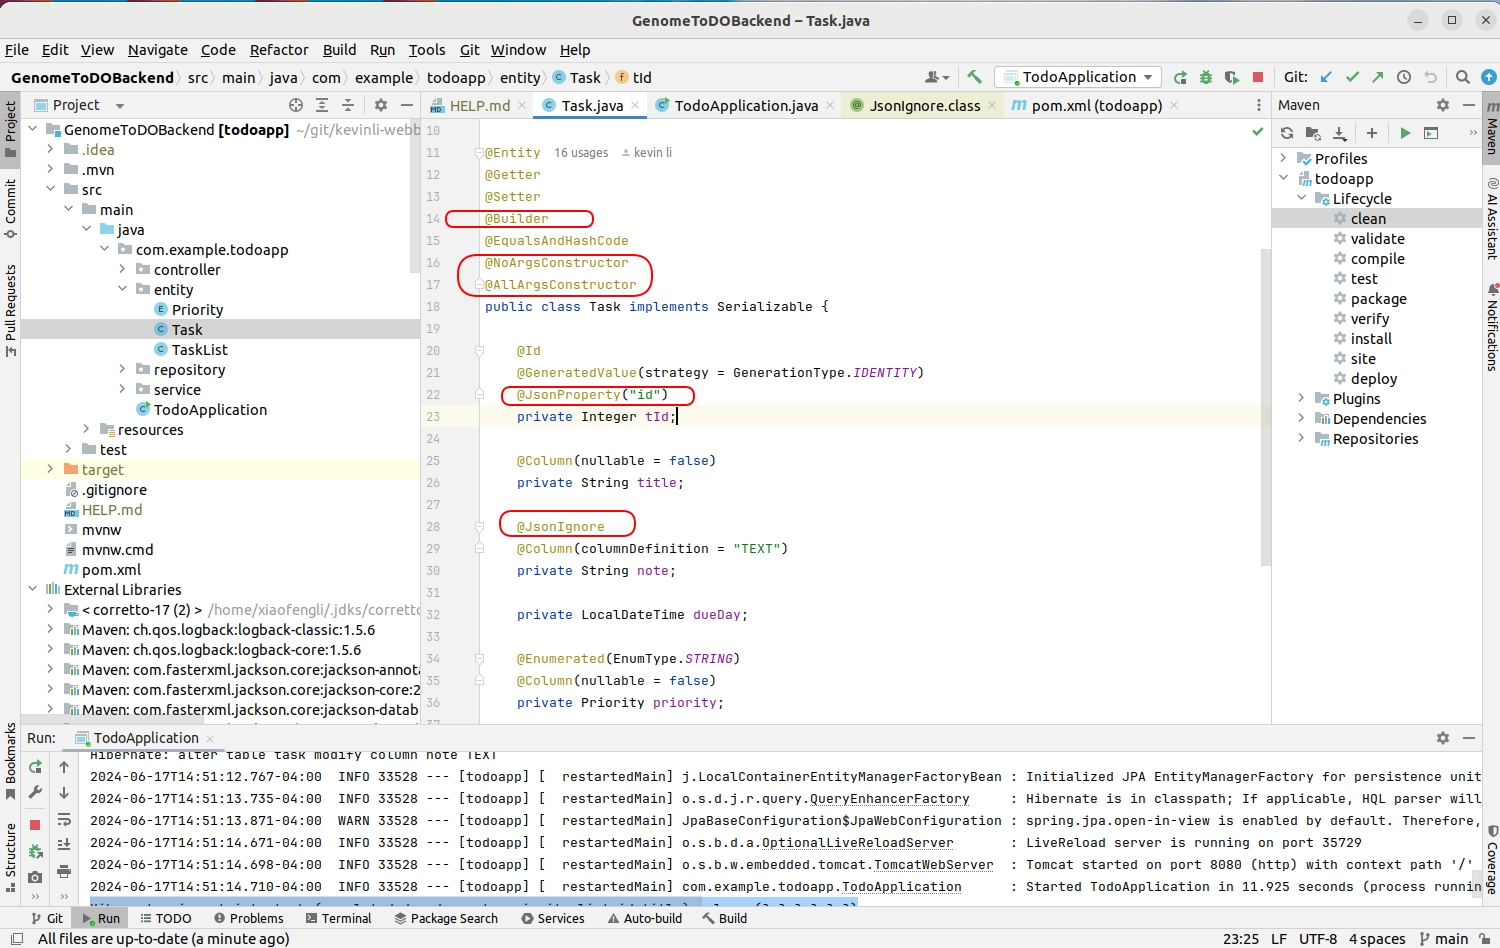 GenomeToDOBackend – Task.java
File Edit View Navigate Code Refactor Build Run Tools Git Window Help
GenomeToDOBackend src main java com example todoapp entity Task tId
TodoApplication Git:
Project
HELP.md Task.java TodoApplication.java JsonIgnore.class pom.xml (todoapp)
Maven
GenomeToDOBackend [todoapp] ~/git/kevinli-webb
.idea
.mvn
src
main
java
com.example.todoapp
controller
entity
Priority
Task
TaskList
repository
service
TodoApplication
resources
test
target
.gitignore
HELP.md
mvnw
mvnw.cmd
pom.xml
External Libraries
< corretto-17 (2) > /home/xiaofengli/.jdks/corretto
Maven: ch.qos.logback:logback-classic:1.5.6
Maven: ch.qos.logback:logback-core:1.5.6
Maven: com.fasterxml.jackson.core:jackson-annota
Maven: com.fasterxml.jackson.core:jackson-core:2
Maven: com.fasterxml.jackson.core:jackson-datab
10
11 @Entity 16 usages kevin li
12 @Getter
13 @Setter
14 @Builder
15 @EqualsAndHashCode
16 @NoArgsConstructor
17 @AllArgsConstructor
18 public class Task implements Serializable {
19
20 @Id
21 @GeneratedValue(strategy = GenerationType.IDENTITY)
22 @JsonProperty("id")
23 private Integer tId;
24
25 @Column(nullable = false)
26 private String title;
27
28 @JsonIgnore
29 @Column(columnDefinition = "TEXT")
30 private String note;
31
32 private LocalDateTime dueDay;
33
34 @Enumerated(EnumType.STRING)
35 @Column(nullable = false)
36 private Priority priority;
Profiles
todoapp
Lifecycle
clean
validate
compile
test
package
verify
install
site
deploy
Plugins
Dependencies
Repositories
Project
Commit
Pull Requests
Bookmarks
Structure
Maven
AI Assistant
Notifications
Coverage
Run: TodoApplication
Hibernate: alter table task modify column note TEXT
2024-06-17T14:51:12.767-04:00 INFO 33528 --- [todoapp] [ restartedMain] j.LocalContainerEntityManagerFactoryBean : Initialized JPA EntityManagerFactory for persistence unit
2024-06-17T14:51:13.735-04:00 INFO 33528 --- [todoapp] [ restartedMain] o.s.d.j.r.query.QueryEnhancerFactory : Hibernate is in classpath; If applicable, HQL parser will
2024-06-17T14:51:13.871-04:00 WARN 33528 --- [todoapp] [ restartedMain] JpaBaseConfiguration$JpaWebConfiguration : spring.jpa.open-in-view is enabled by default. Therefore,
2024-06-17T14:51:14.671-04:00 INFO 33528 --- [todoapp] [ restartedMain] o.s.b.d.a.OptionalLiveReloadServer : LiveReload server is running on port 35729
2024-06-17T14:51:14.698-04:00 INFO 33528 --- [todoapp] [ restartedMain] o.s.b.w.embedded.tomcat.TomcatWebServer : Tomcat started on port 8080 (http) with context path '/'
2024-06-17T14:51:14.710-04:00 INFO 33528 --- [todoapp] [ restartedMain] com.example.todoapp.TodoApplication : Started TodoApplication in 11.925 seconds (process runnin
Git Run TODO Problems Terminal Package Search Services Auto-build Build
All files are up-to-date (a minute ago) 23:25 LF UTF-8 4 spaces main